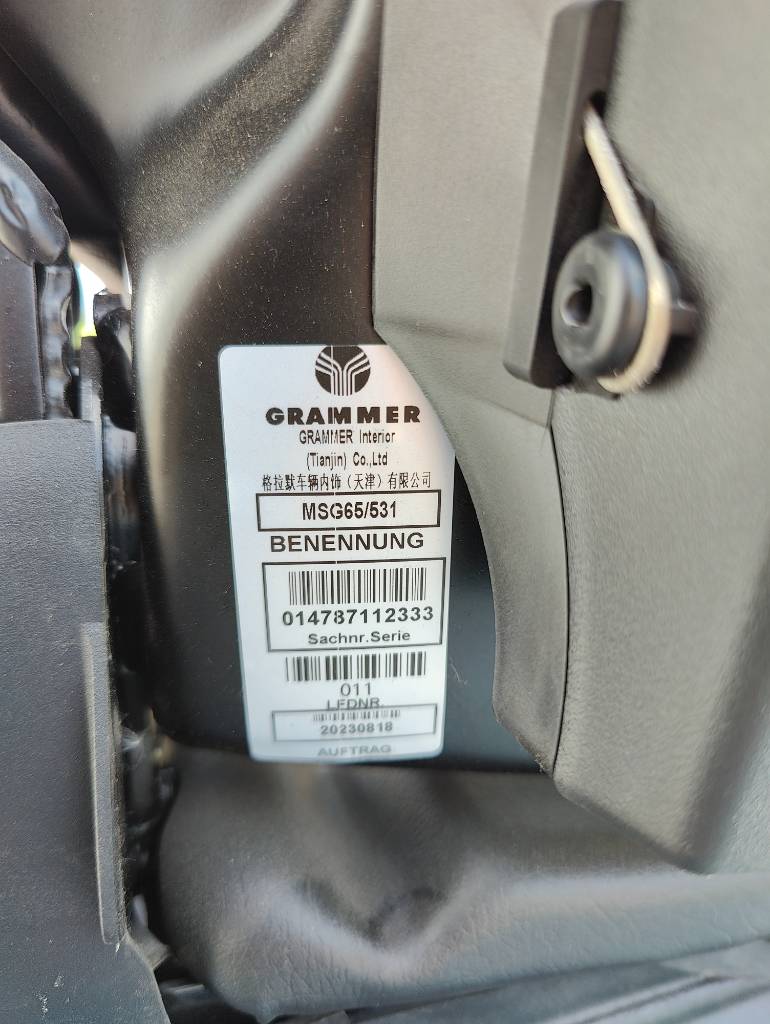 GRAMMER
GRAMMER Interior
(Tianjin) Co.,Ltd
格拉默车辆内饰（天津）有限公司
MSG65/531
BENENNUNG
014787112333
Sachnr.Serie
011
LFDNR.
20230818
AUFTRAG